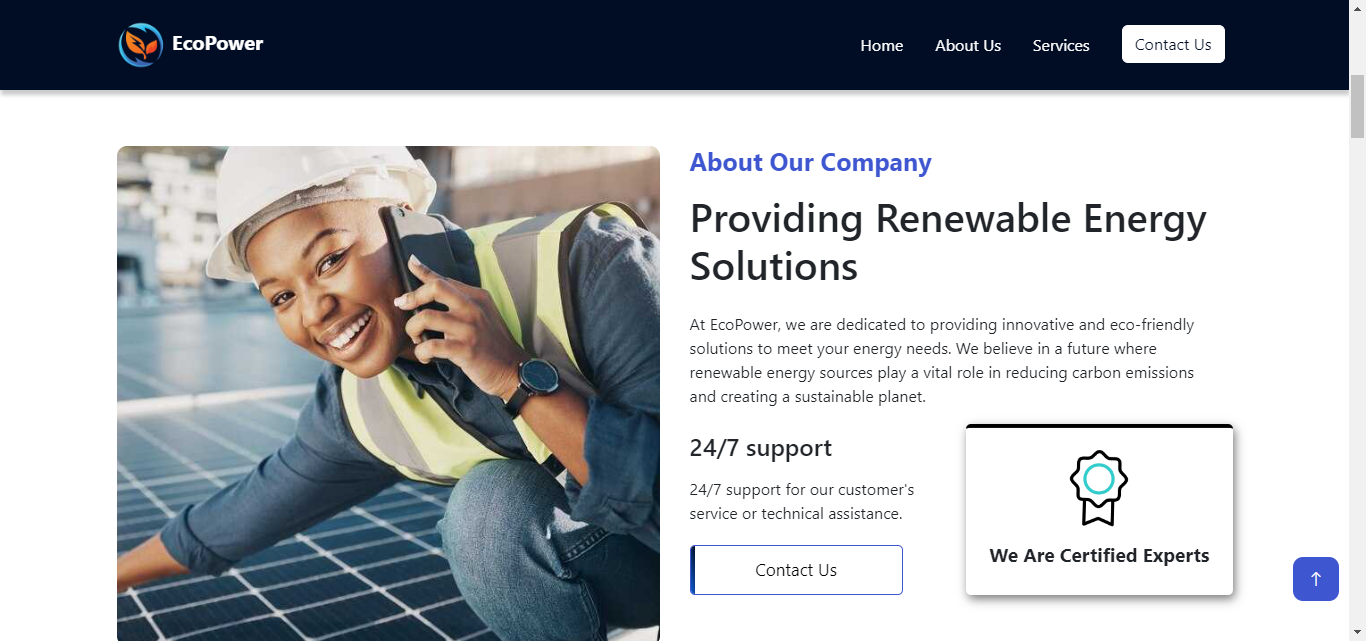 EcoPower
Home
About Us
Services
Contact Us
About Our Company
Providing Renewable Energy
Solutions
At EcoPower, we are dedicated to providing innovative and eco-friendly
solutions to meet your energy needs. We believe in a future where
renewable energy sources play a vital role in reducing carbon emissions
and creating a sustainable planet.
24/7 support
24/7 support for our customer's
service or technical assistance.
Contact Us
We Are Certified Experts